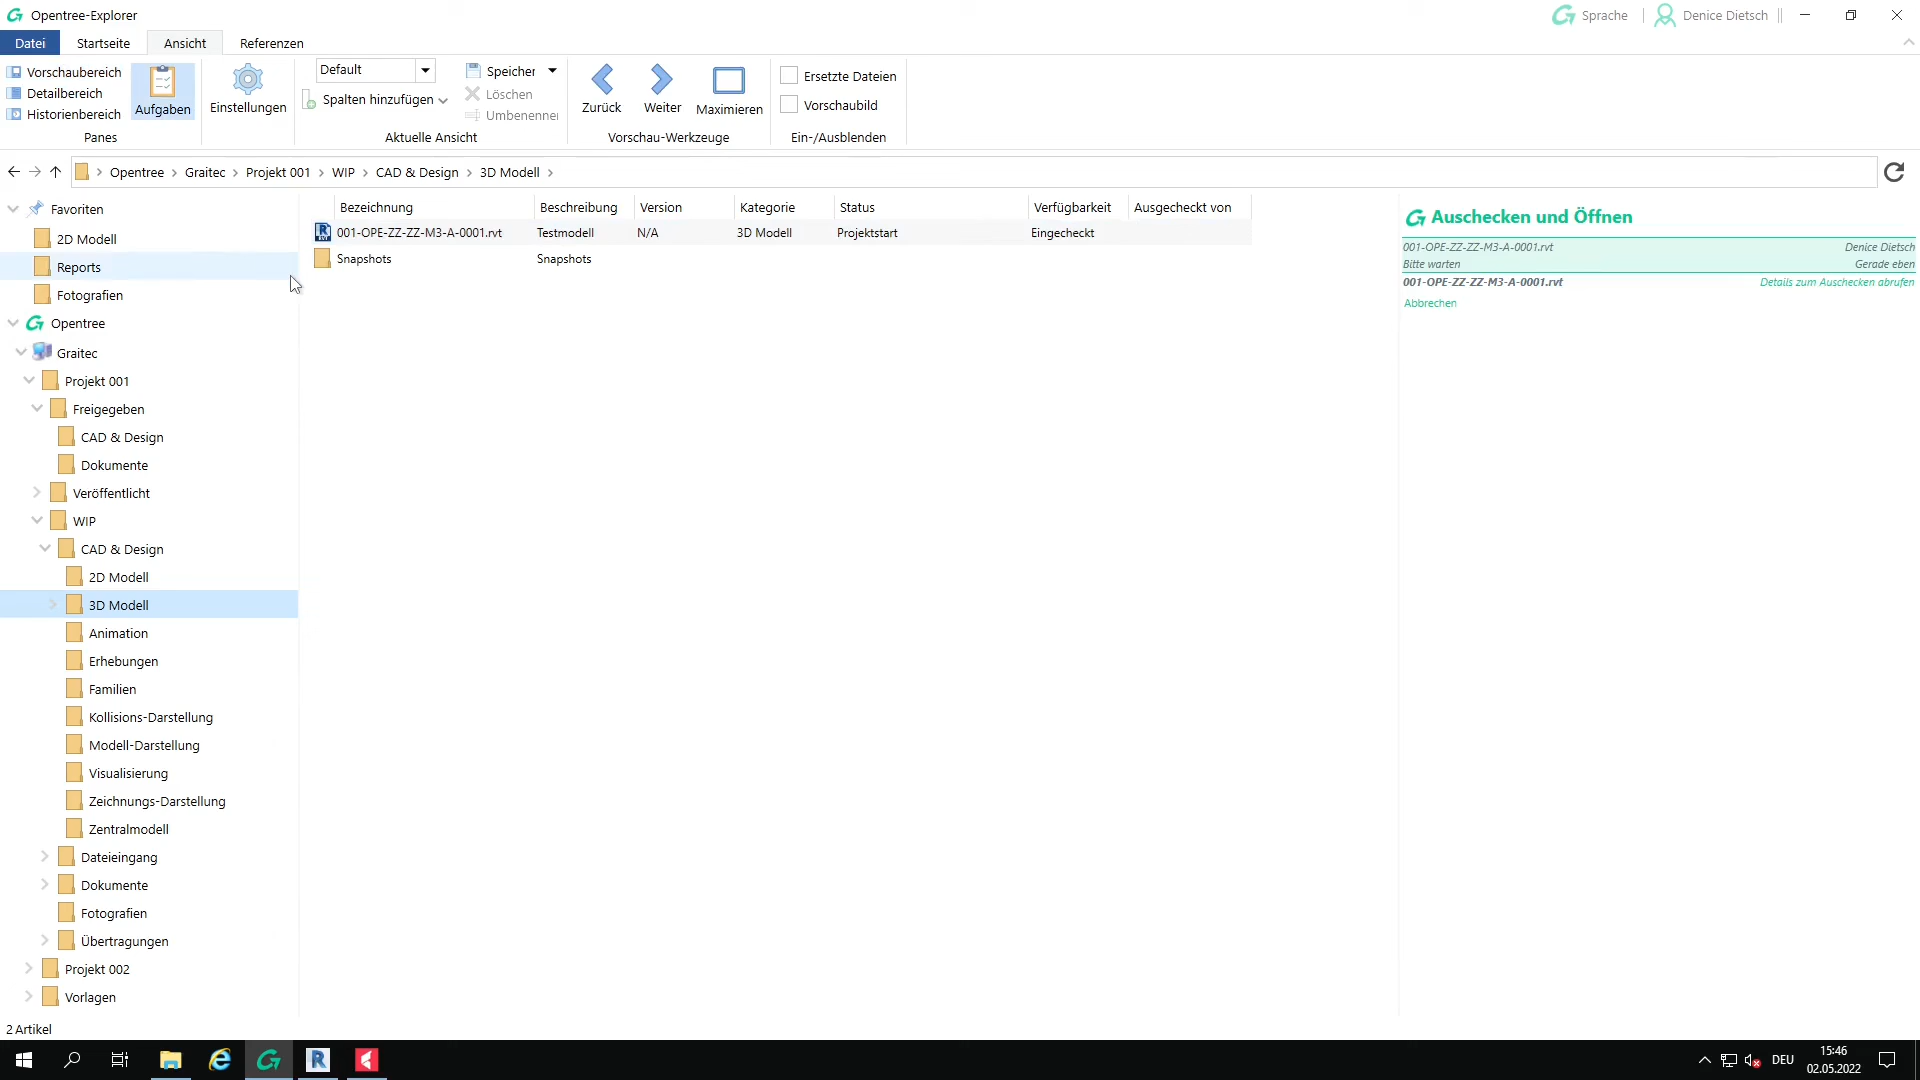 Opentree-Explorer
Sprache
Denice Dietsch
Datei
Startseite
Ansicht
Referenzen
Vorschaubereich
Detailbereich
Historienbereich
Panes
Aufgaben
Einstellungen
Default
Spalten hinzufügen
Speicher
Löschen
Umbenenner
Aktuelle Ansicht
Zurück
Weiter
Maximieren
Vorschau-Werkzeuge
Ersetzte Dateien
Vorschaubild
Ein-/Ausblenden
Opentree > Graitec > Projekt 001 > WIP > CAD & Design > 3D Modell >
Favoriten
2D Modell
Reports
Fotografien
Opentree
Graitec
Projekt 001
Freigegeben
CAD & Design
Dokumente
Veröffentlicht
WIP
CAD & Design
2D Modell
3D Modell
Animation
Erhebungen
Familien
Kollisions-Darstellung
Modell-Darstellung
Visualisierung
Zeichnungs-Darstellung
Zentralmodell
Dateieingang
Dokumente
Fotografien
Übertragungen
Projekt 002
Vorlagen
Bezeichnung Beschreibung Version Kategorie Status Verfügbarkeit Ausgecheckt von
001-OPE-ZZ-ZZ-M3-A-0001.rvt Testmodell N/A 3D Modell Projektstart Eingecheckt
Snapshots Snapshots
Auschecken und Öffnen
001-OPE-ZZ-ZZ-M3-A-0001.rvt Denice Dietsch
Bitte warten Gerade eben
001-OPE-ZZ-ZZ-M3-A-0001.rvt Details zum Auschecken abrufen
Abbrechen
2 Artikel
DEU
15:46
02.05.2022